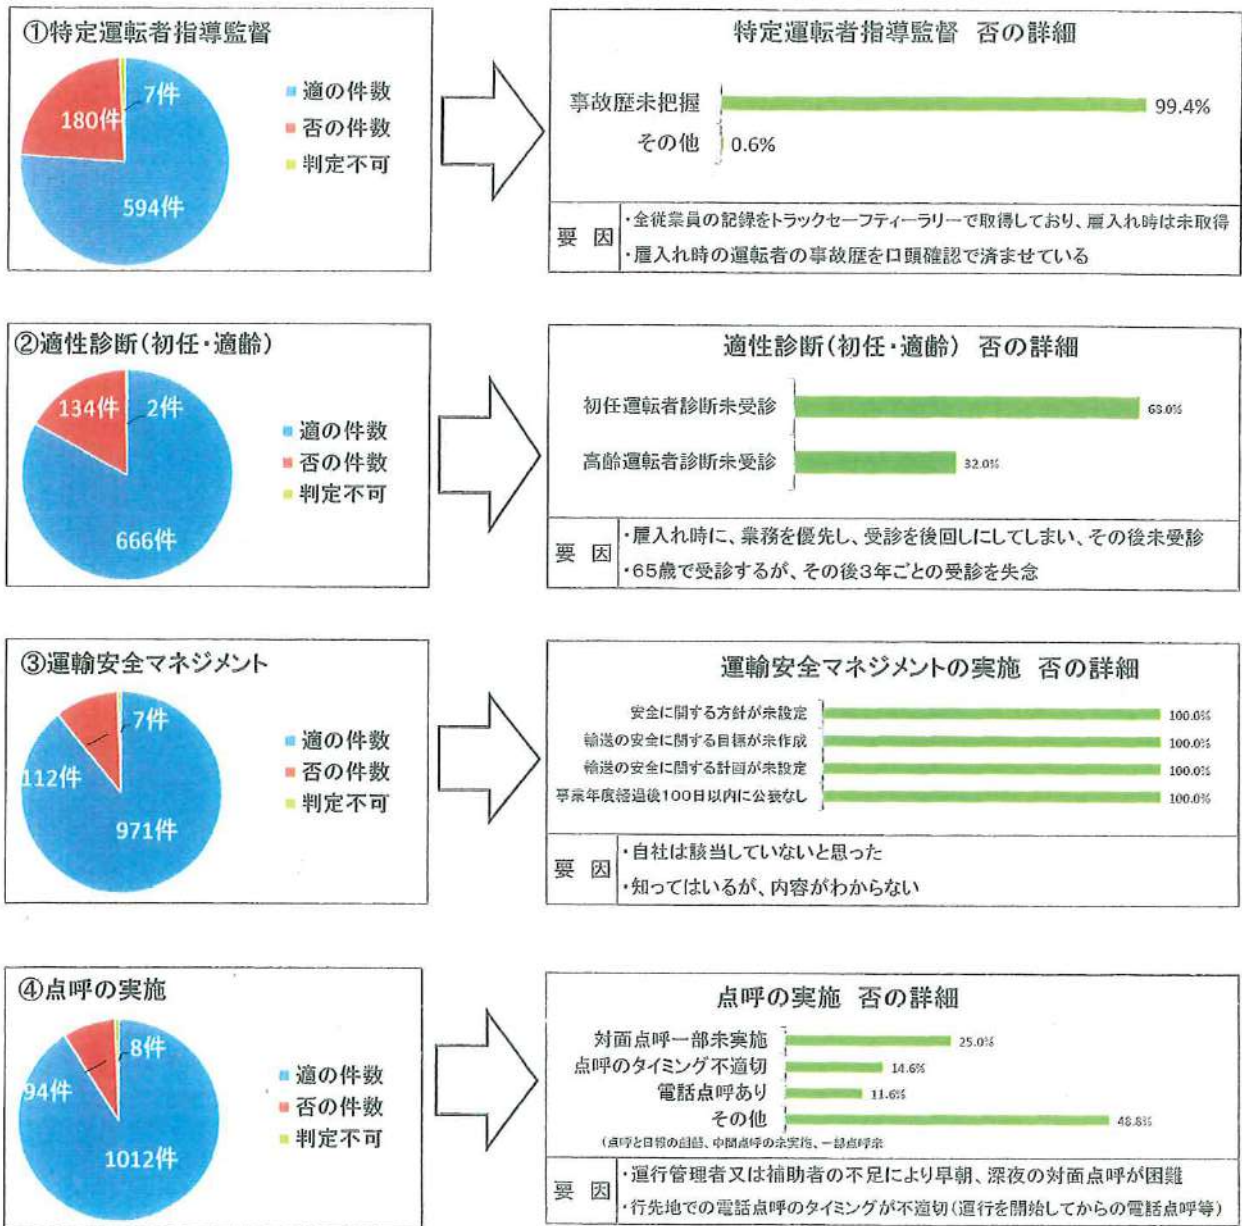 ①特定運転者指導監督
7件
180件
594件
適の件数
否の件数
判定不可
特定運転者指導監督 否の詳細
事故歴未把握 99.4%
その他 0.6%
要 因
・全従業員の記録をトラックセーフティーラリーで取得しており、雇入れ時は未取得
・雇入れ時の運転者の事故歴を口頭確認で済ませている
②適性診断(初任・適齢)
134件
2件
666件
適の件数
否の件数
判定不可
適性診断(初任・適齢) 否の詳細
初任運転者診断未受診 68.0%
高齢運転者診断未受診 32.0%
要 因
・雇入れ時に、業務を優先し、受診を後回しにしてしまい、その後未受診
・65歳で受診するが、その後3年ごとの受診を失念
③運輸安全マネジメント
7件
112件
971件
適の件数
否の件数
判定不可
運輸安全マネジメントの実施 否の詳細
安全に関する方針が未設定 100.0%
輸送の安全に関する目標が未作成 100.0%
輸送の安全に関する計画が未設定 100.0%
事業年度経過後100日以内に公表なし 100.0%
要 因
・自社は該当していないと思った
・知ってはいるが、内容がわからない
④点呼の実施
8件
94件
1012件
適の件数
否の件数
判定不可
点呼の実施 否の詳細
対面点呼一部未実施 25.0%
点呼のタイミング不適切 14.6%
電話点呼あり 11.6%
その他 48.8%
(点呼と日報の齟齬、中間点呼の未実施、一部点呼未
要 因
・運行管理者又は補助者の不足により早朝、深夜の対面点呼が困難
・行先地での電話点呼のタイミングが不適切(運行を開始してからの電話点呼等)